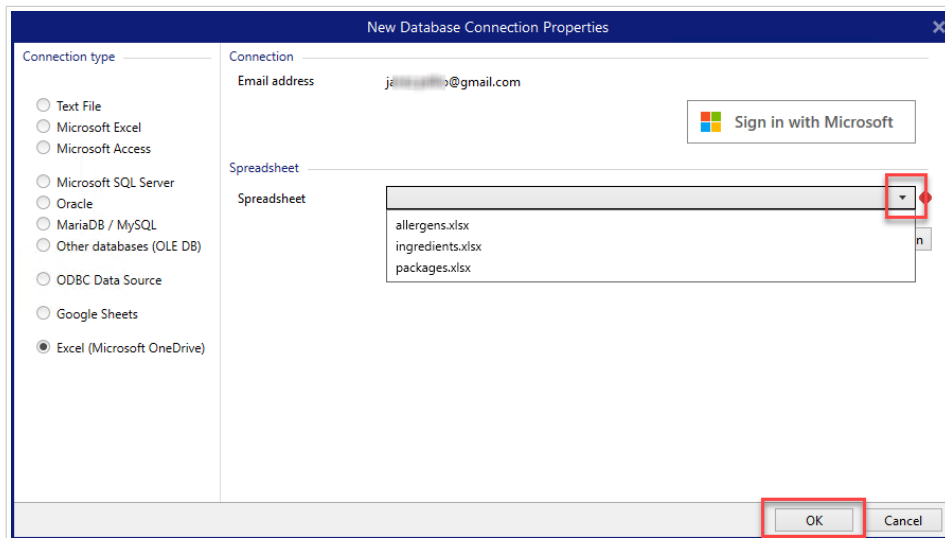 New Database Connection Properties
Connection type
Text File
Microsoft Excel
Microsoft Access
Microsoft SQL Server
Oracle
MariaDB / MySQL
Other databases (OLE DB)
ODBC Data Source
Google Sheets
Excel (Microsoft OneDrive)
Connection
Email address
@gmail.com
Sign in with Microsoft
Spreadsheet
Spreadsheet
allergens.xlsx
ingredients.xlsx
packages.xlsx
n
OK
Cancel